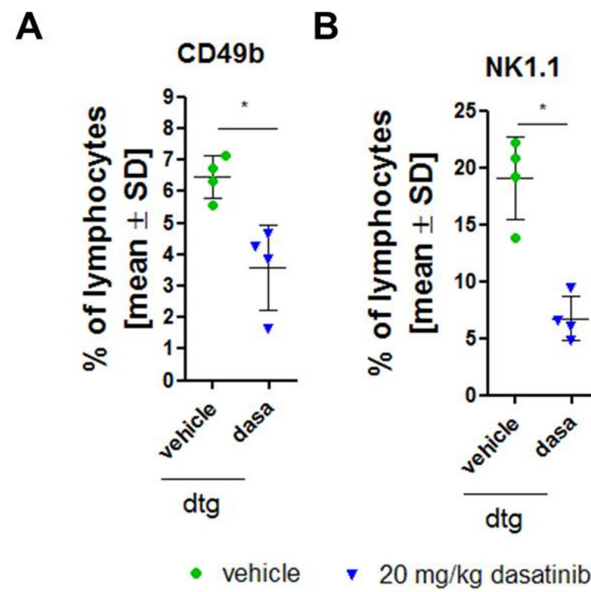 A
CD49b
% of lymphocytes
[mean ± SD]
9
8
7
6
5
4
3
2
1
0
*
vehicle
dasa
dtg
B
NK1.1
% of lymphocytes
[mean ± SD]
25
20
15
10
5
0
*
vehicle
dasa
dtg
vehicle
20 mg/kg dasatinib